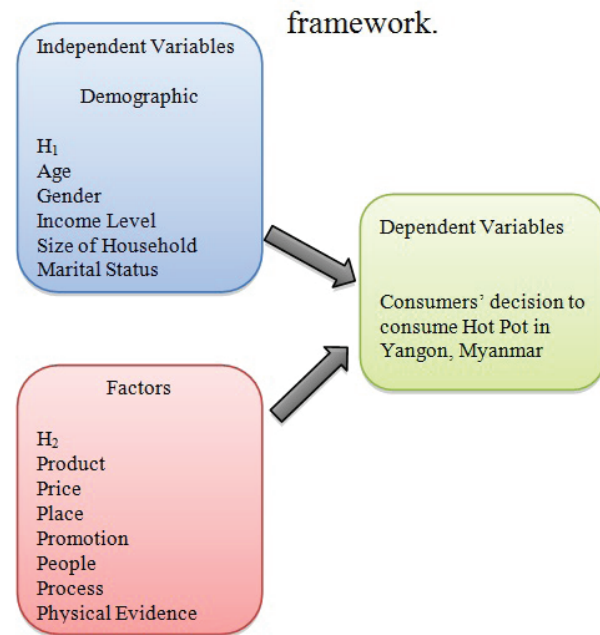 framework.
Independent Variables
Demographic
H₁
Age
Gender
Income Level
Size of Household
Marital Status
Dependent Variables
Consumers’ decision to
consume Hot Pot in
Yangon, Myanmar
Factors
H₂
Product
Price
Place
Promotion
People
Process
Physical Evidence